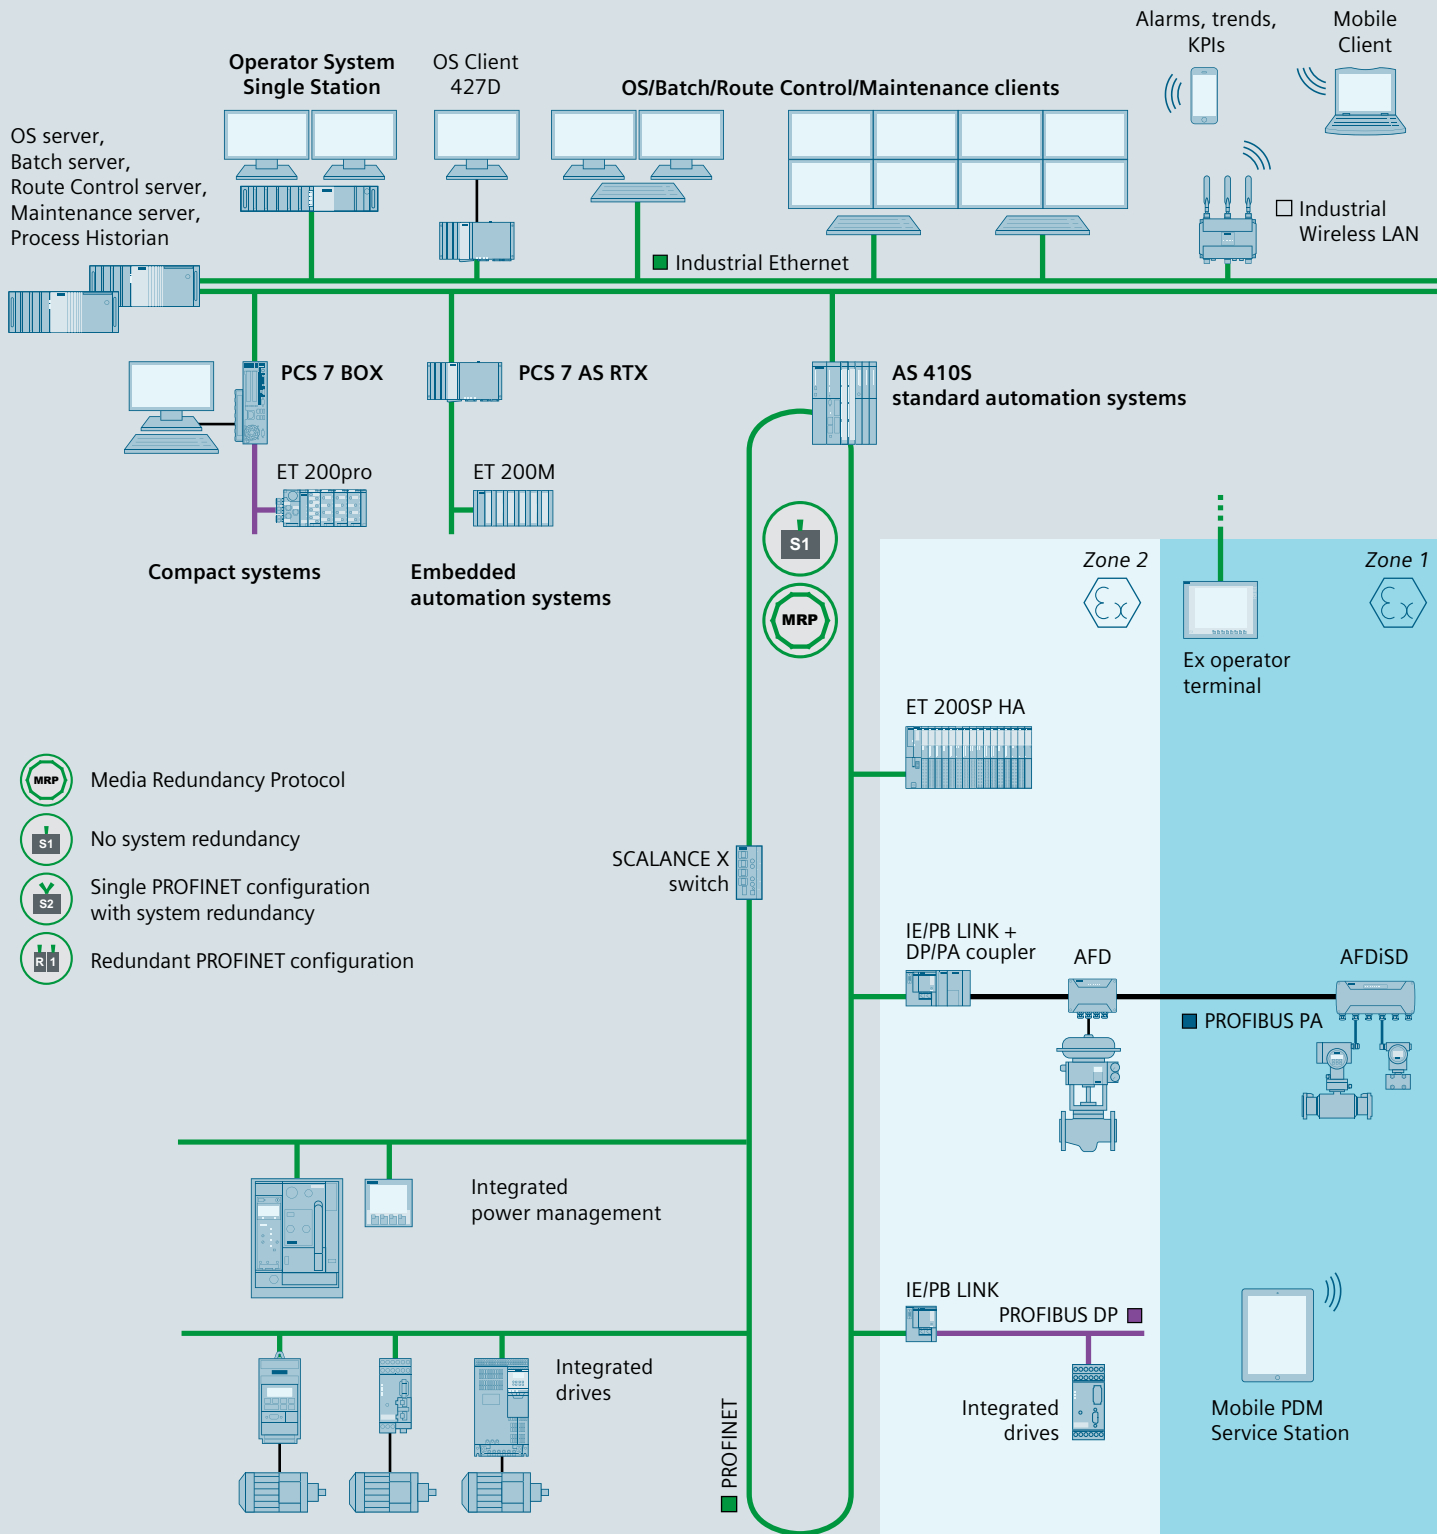 Alarms, trends,
KPIs
Mobile
Client
Operator System
Single Station
OS Client
427D
OS/Batch/Route Control/Maintenance clients
OS server,
Batch server,
Route Control server,
Maintenance server,
Process Historian
Industrial
Wireless LAN
Industrial Ethernet
PCS 7 BOX
PCS 7 AS RTX
AS 410S
standard automation systems
ET 200pro
ET 200M
Compact systems
Embedded
automation systems
S1
MRP
Zone 2
Ex
Zone 1
Ex
Ex operator
terminal
ET 200SP HA
MRP
Media Redundancy Protocol
S1
No system redundancy
S2
Single PROFINET configuration
with system redundancy
R 1
Redundant PROFINET configuration
SCALANCE X
switch
IE/PB LINK +
DP/PA coupler
AFD
AFDiSD
PROFIBUS PA
Integrated
power management
IE/PB LINK
PROFIBUS DP
Integrated
drives
Integrated
drives
PROFINET
Mobile PDM
Service Station